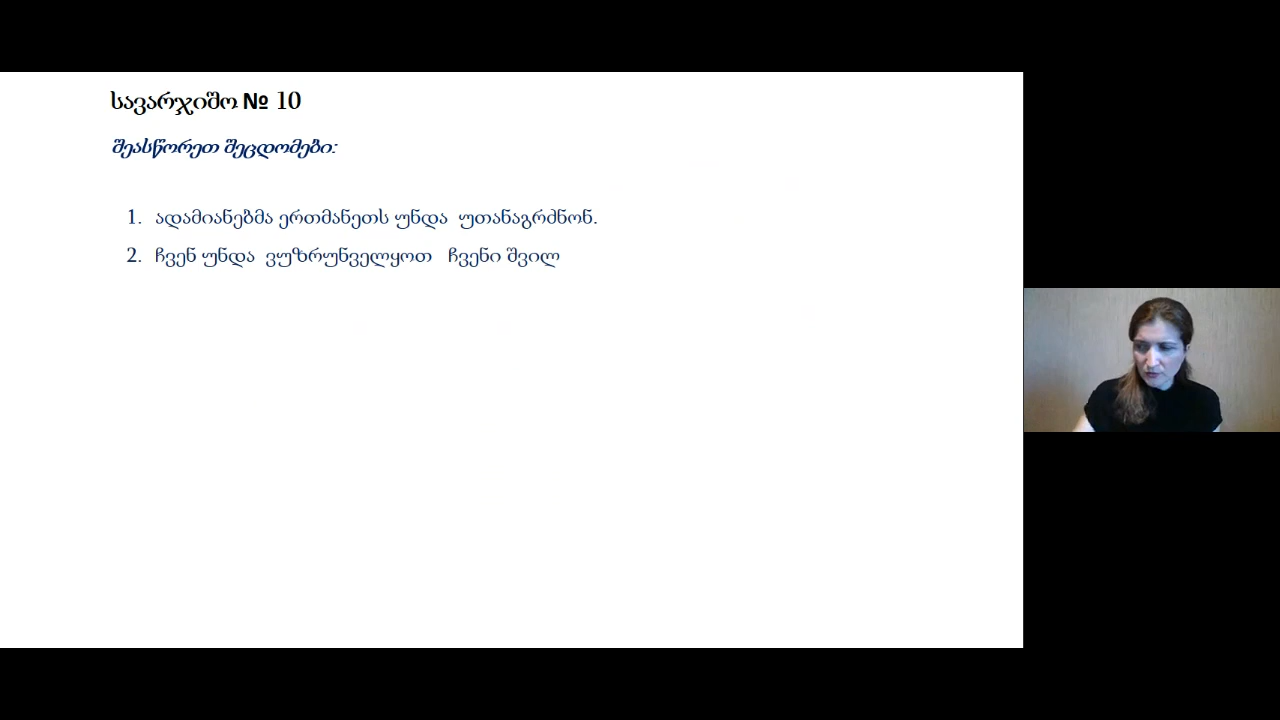 სავარჯიშო № 10
შეასწორეთ შეცდომები:
1. ადამიანებმა ერთმანეთს უნდა უთანაგრძნონ.
2. ჩვენ უნდა ვუზრუნველყოთ ჩვენი შვილ